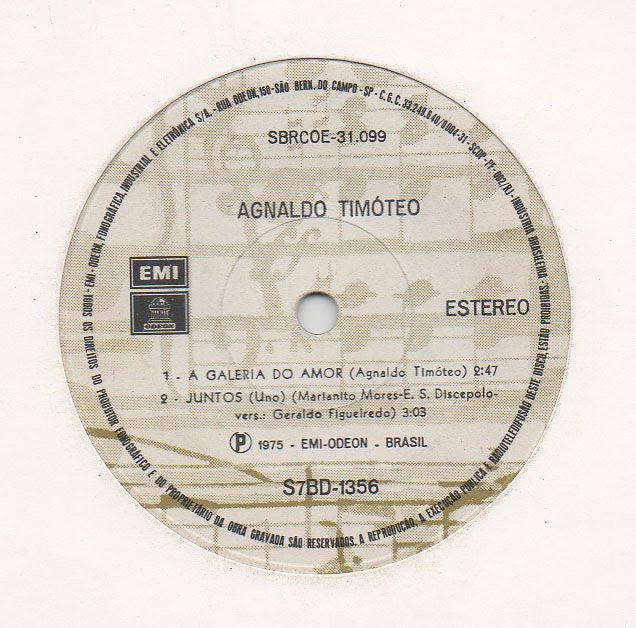 EMI-ODEON, FONOGRÁFICA, INDUSTRIAL E ELETRÔNICA S/A. - RUA ODEON, 150 - SÃO BERN. DO CAMPO - SP - C.G.C. 33.249.640/0004-31 - SCDP-PF-002/RJ - INDÚSTRIA BRASILEIRA -
TODOS OS DIREITOS DO PRODUTOR FONOGRÁFICO E DO PROPRIETÁRIO DA OBRA GRAVADA SÃO RESERVADOS. A REPRODUÇÃO, A EXECUÇÃO PÚBLICA E RADIOTELEDIFUSÃO DESTE DISCO, ESTÃO PROIBIDAS -
SBRCOE-31.099
AGNALDO TIMÓTEO
EMI
ODEON
ESTEREO
1 - A GALERIA DO AMOR (Agnaldo Timóteo) 2:47
2 - JUNTOS (Uno) (Marianito Mores-E. S. Discepolo-
vers.: Geraldo Figueiredo) 3:03
℗ 1975 - EMI-ODEON - BRASIL
S7BD-1356